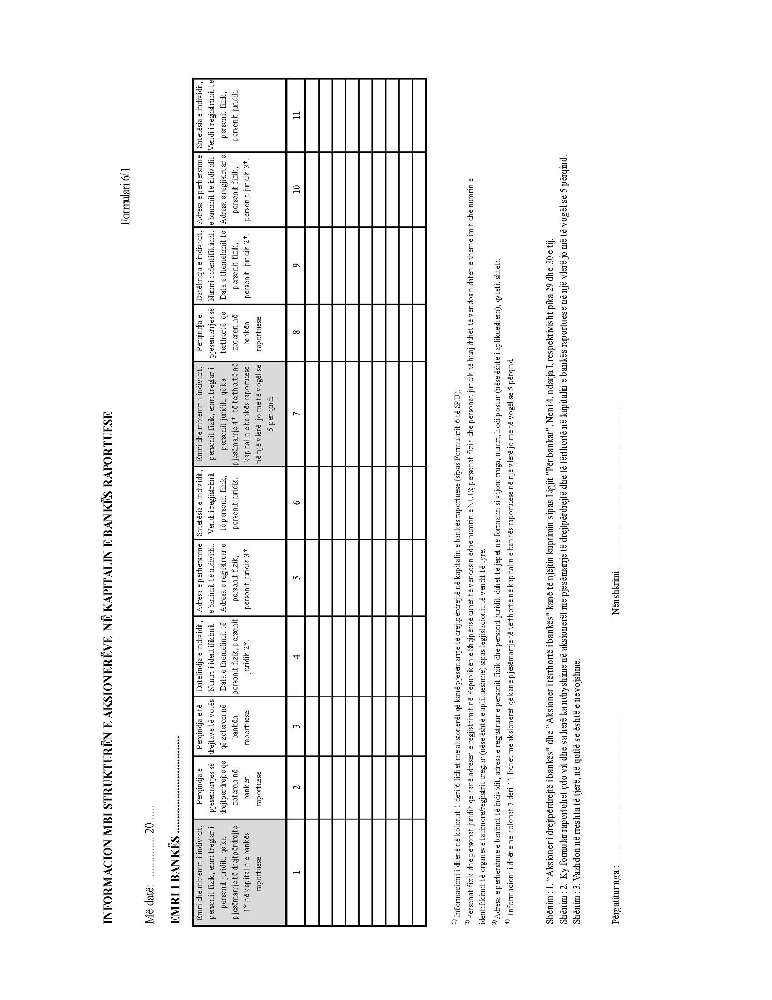 INFORMACION MBI STRUKTURËN E AKSIONERËVE NË KAPITALIN E BANKËS RAPORTUESE
Formulari 6/1
Më datë: ............. 20 .....
EMRI I BANKËS ......................................
Emri dhe mbiemri i individit,
personit fizik, emri tregtar i
personit juridik, që ka
pjesëmarrje të drejtpërdrejtë
1* në kapitalin e bankës
raportuese.
Përqindja e
pjesëmarrjes së
drejtpërdrejtë që
zotëron në
bankën
raportuese.
Përqindja e të
drejtave të votës
që zotëron në
bankën
raportuese.
Datëlindja e individit,
Numri i identifikimit.
Data e themelimit të
personit fizik, personit
juridik 2*.
Adresa e përhershme
e banimit të individit.
Adresa e regjistruar e
personit fizik,
personit juridik 3*.
Shtetësia e individit,
Vendi i regjistrimit
të personit fizik,
personit juridik.
Emri dhe mbiemri i individit,
personit fizik, emri tregtar i
personit juridik, që ka
pjesëmarrje 4* të tërthortë në
kapitalin e bankës raportuese
në një vlerë jo më të vogël se
5 për qind.
Përqindja e
pjesëmarrjes së
tërthortë që
zotëron në
bankën
raportuese.
Datëlindja e individit,
Numri i identifikimit.
Data e themelimit të
personit fizik,
personit juridik 2*.
Adresa e përhershme
e banimit të individit.
Adresa e regjistruar e
personit fizik,
personit juridik 3*.
Shtetësia e individit,
Vendi i regjistrimit të
personit fizik,
personit juridik.
1 2 3 4 5 6 7 8 9 10 11
1) Informacioni i dhënë në kolonat 1 deri 6 lidhet me aksionerët që kanë pjesëmarrje të drejtpërdrejtë në kapitalin e bankës raportuese (sipas Formularit 6 të SRU).
2) Personat fizik dhe personat juridik që kanë adresën e regjistrimit në Republikën e Shqipërisë duhet të vendosin edhe numrin e NUIS; personat fizik dhe personat juridik të huaj duhet të vendosin datën e themelimit dhe numrin e
identifikimit të organeve tatimore/regjistrit tregtar (nëse është e aplikueshme) sipas legjislacionit të vendit të tyre.
3) Adresa e përhershme e banimit të individit, adresa e regjistruar e personit fizik dhe personit juridik duhet të jepet në formatin si vijon: rruga, numri, kodi postar (nëse është i aplikueshem), qyteti, shteti.
4) Informacioni i dhënë në kolonat 7 deri 11 lidhet me aksionerët që kanë pjesëmarrje të tërthortë në kapitalin e bankës raportuese në një vlerë jo më të vogël se 5 përqind.
Shënim : 1. “Aksioner i drejtpërdrejtë i bankës" dhe “Aksioner i tërthortë i bankës" kanë të njëjtin kuptimin sipas Ligjit "Për bankat", Neni 4, ndarja I, respektivisht pika 29 dhe 30 e tij.
Shënim : 2. Ky formular raportohet çdo vit dhe sa herë ka ndryshime në aksionerët me pjesëmarrje të drejtpërdrejtë dhe të tërthortë në kapitalin e bankës raportuese në një vlerë jo më të vogël se 5 përqind.
Shënim : 3. Vazhdon në rreshta të tjerë, në qoftë se është e nevojshme.
Përgatitur nga : ______________________________ Nënshkrimi ______________________________